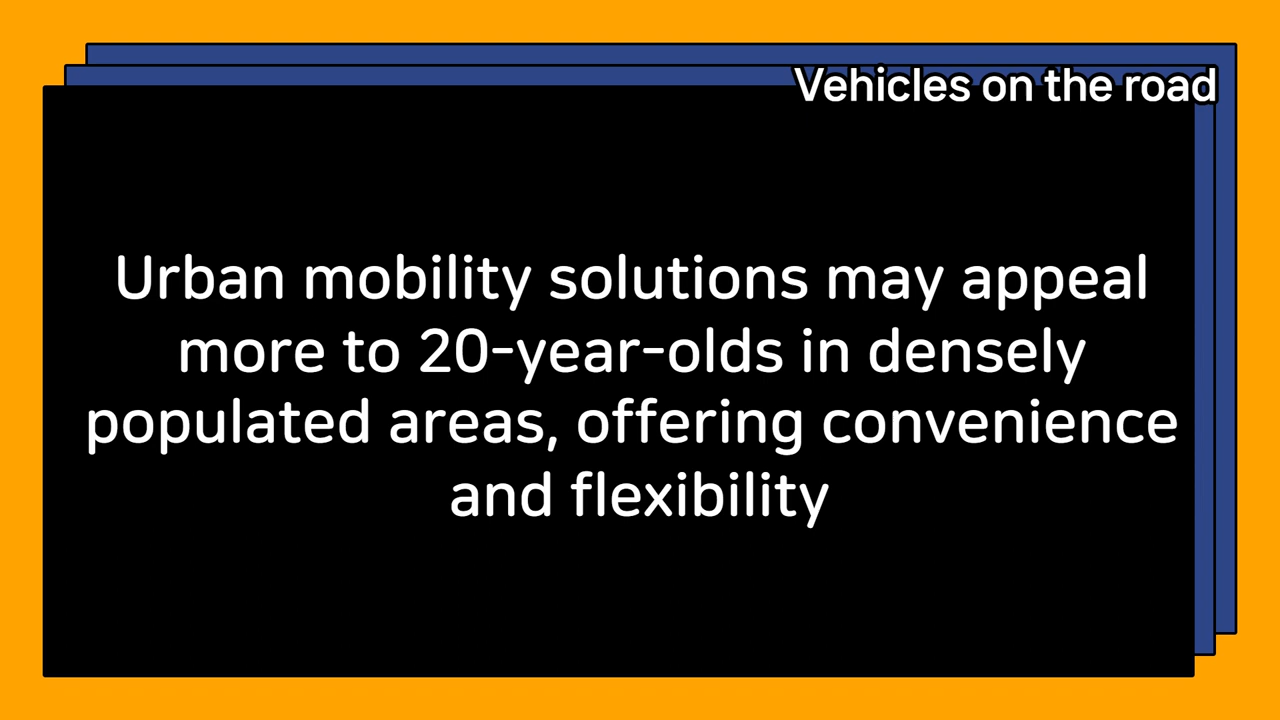 Vehicles on the road
Urban mobility solutions may appeal
more to 20-year-olds in densely
populated areas, offering convenience
and flexibility